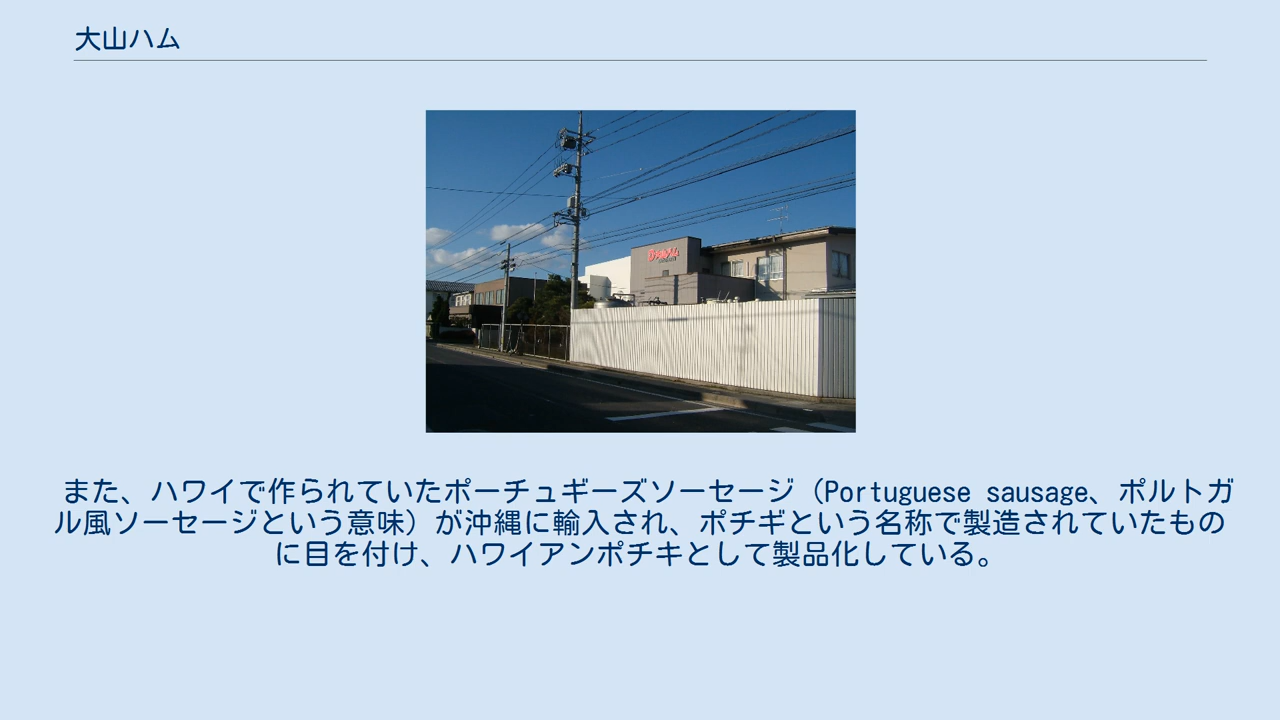 大山ハム
また、ハワイで作られていたポーチュギーズソーセージ（Portuguese sausage、ポルトガ
ル風ソーセージという意味）が沖縄に輸入され、ポチギという名称で製造されていたもの
に目を付け、ハワイアンポチキとして製品化している。